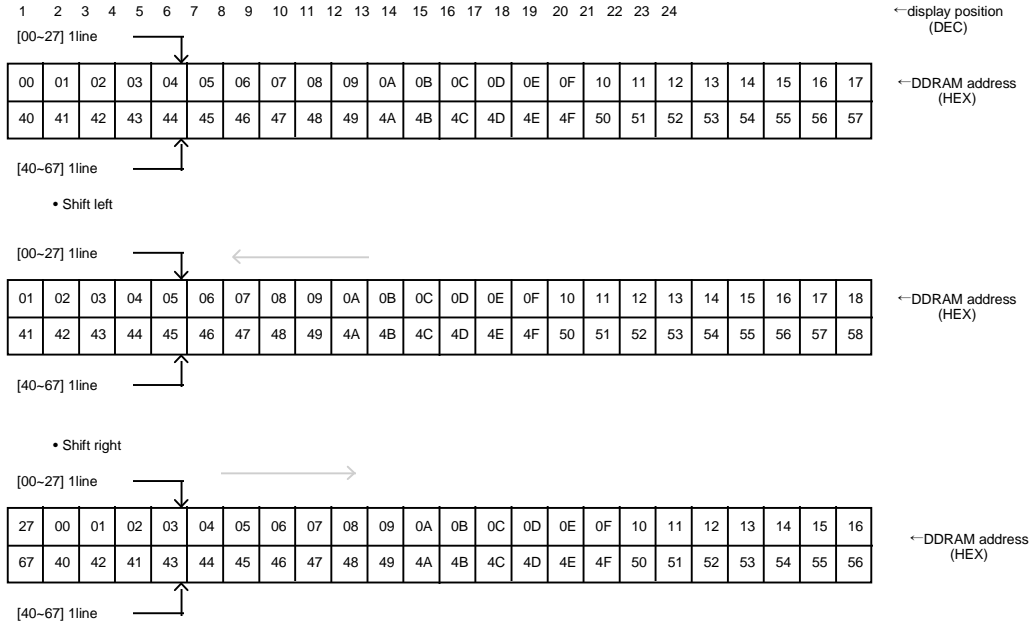 1 2 3 4 5 6 7 8 9 10 11 12 13 14 15 16 17 18 19 20 21 22 23 24 ←display position
(DEC)
[00~27] 1line
00 01 02 03 04 05 06 07 08 09 0A 0B 0C 0D 0E 0F 10 11 12 13 14 15 16 17 ←DDRAM address
(HEX)
40 41 42 43 44 45 46 47 48 49 4A 4B 4C 4D 4E 4F 50 51 52 53 54 55 56 57
[40~67] 1line
• Shift left
[00~27] 1line
01 02 03 04 05 06 07 08 09 0A 0B 0C 0D 0E 0F 10 11 12 13 14 15 16 17 18 ←DDRAM address
(HEX)
41 42 43 44 45 46 47 48 49 4A 4B 4C 4D 4E 4F 50 51 52 53 54 55 56 57 58
[40~67] 1line
• Shift right
[00~27] 1line
27 00 01 02 03 04 05 06 07 08 09 0A 0B 0C 0D 0E 0F 10 11 12 13 14 15 16 ←DDRAM address
(HEX)
67 40 42 41 43 44 45 46 47 48 49 4A 4B 4C 4D 4E 4F 50 51 52 53 54 55 56
[40~67] 1line